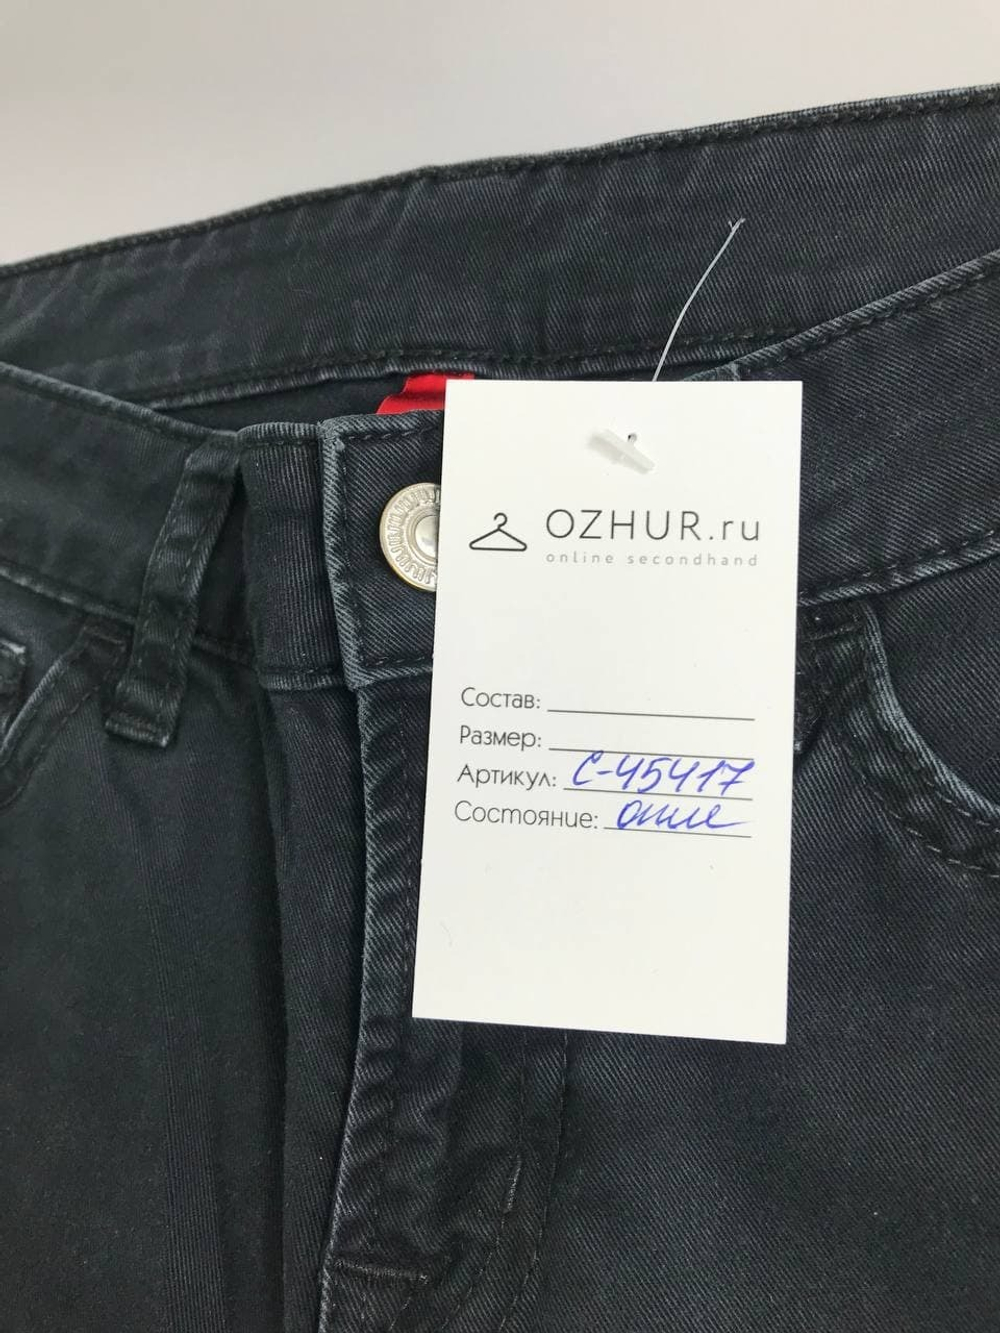 OZHUR.ru
online secondhand
Состав:
Размер:
Артикул: С-45417
Состояние: отл